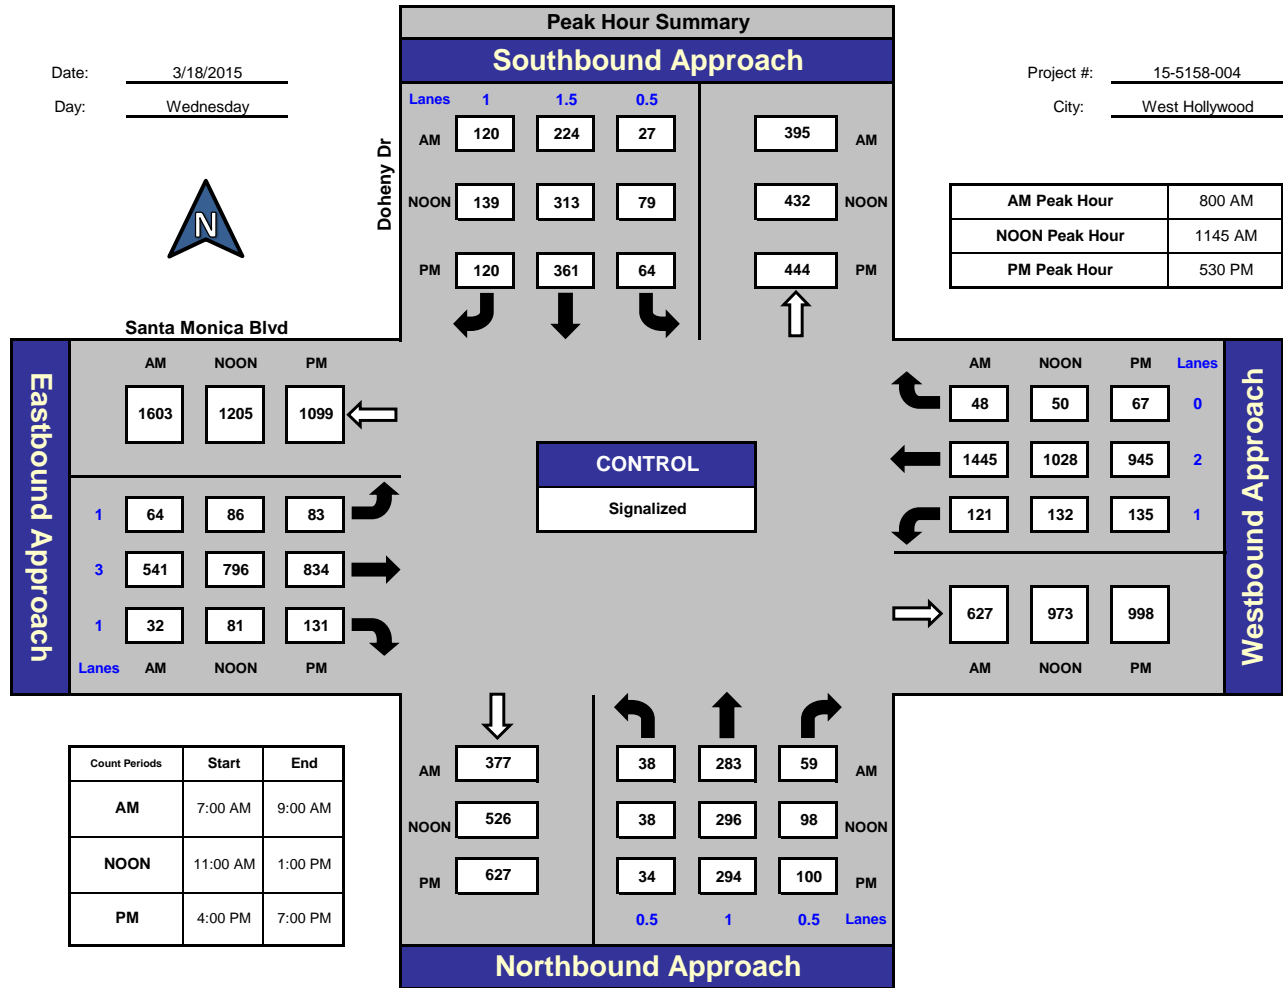 Peak Hour Summary
Southbound Approach
Date: 3/18/2015
Day: Wednesday
Project #: 15-5158-004
City: West Hollywood
Lanes 1 1.5 0.5
AM 120 224 27 395 AM
NOON 139 313 79 432 NOON
PM 120 361 64 444 PM
Doheny Dr
N
AM Peak Hour 800 AM
NOON Peak Hour 1145 AM
PM Peak Hour 530 PM
Santa Monica Blvd
Eastbound Approach
AM NOON PM
1603 1205 1099
1 64 86 83
3 541 796 834
1 32 81 131
Lanes AM NOON PM
CONTROL
Signalized
AM NOON PM Lanes
48 50 67 0
1445 1028 945 2
121 132 135 1
627 973 998
AM NOON PM
Westbound Approach
Count Periods Start End
AM 7:00 AM 9:00 AM
NOON 11:00 AM 1:00 PM
PM 4:00 PM 7:00 PM
AM 377 38 283 59 AM
NOON 526 38 296 98 NOON
PM 627 34 294 100 PM
0.5 1 0.5 Lanes
Northbound Approach